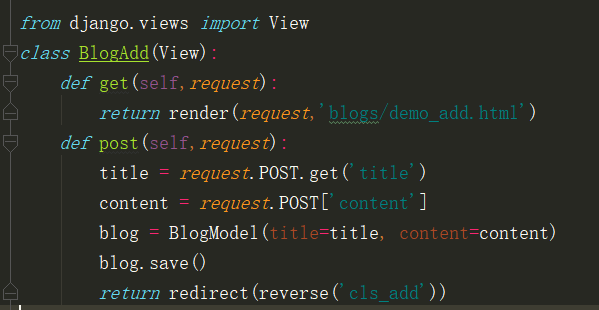 from django.views import View
class BlogAdd(View):
    def get(self,request):
        return render(request,'blogs/demo_add.html')
    def post(self,request):
        title = request.POST.get('title')
        content = request.POST['content']
        blog = BlogModel(title=title, content=content)
        blog.save()
        return redirect(reverse('cls_add'))